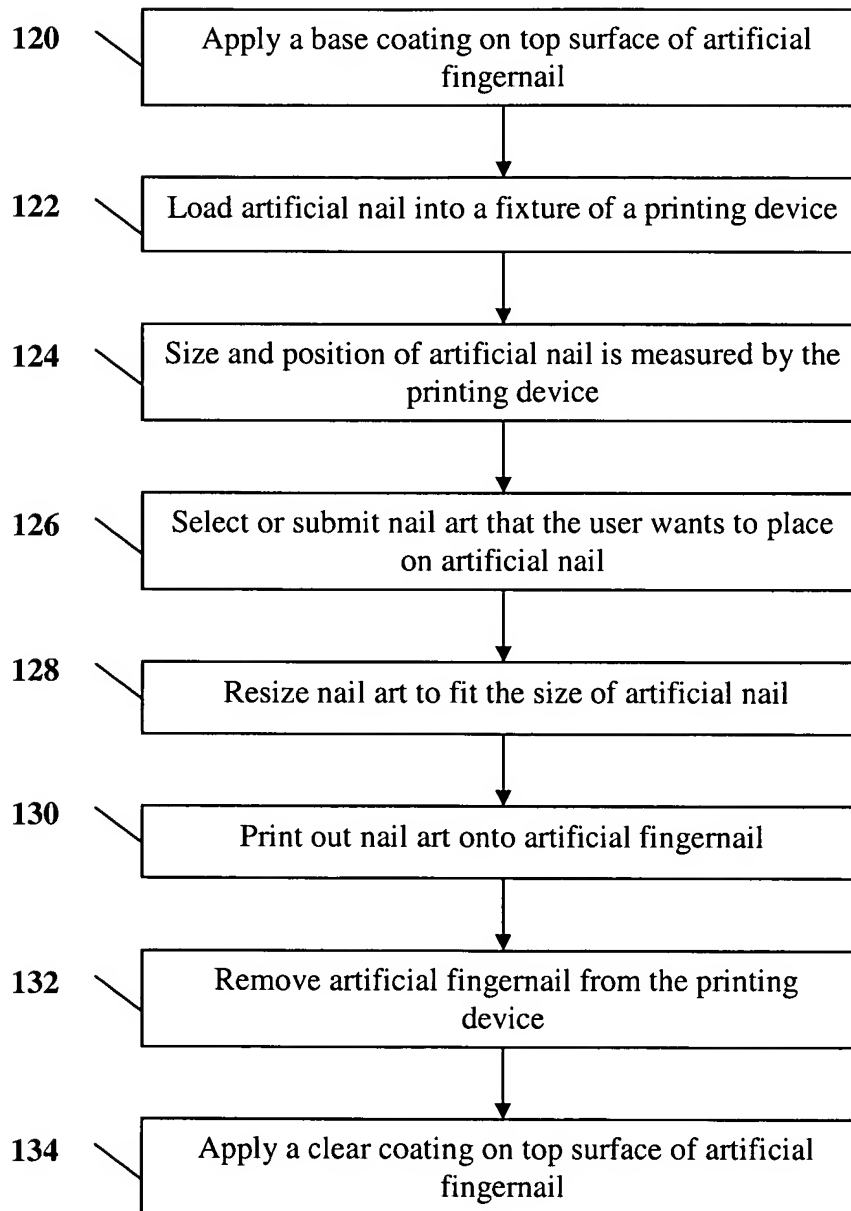 120
Apply a base coating on top surface of artificial
fingernail
122
Load artificial nail into a fixture of a printing device
124
Size and position of artificial nail is measured by the
printing device
126
Select or submit nail art that the user wants to place
on artificial nail
128
Resize nail art to fit the size of artificial nail
130
Print out nail art onto artificial fingernail
132
Remove artificial fingernail from the printing
device
134
Apply a clear coating on top surface of artificial
fingernail